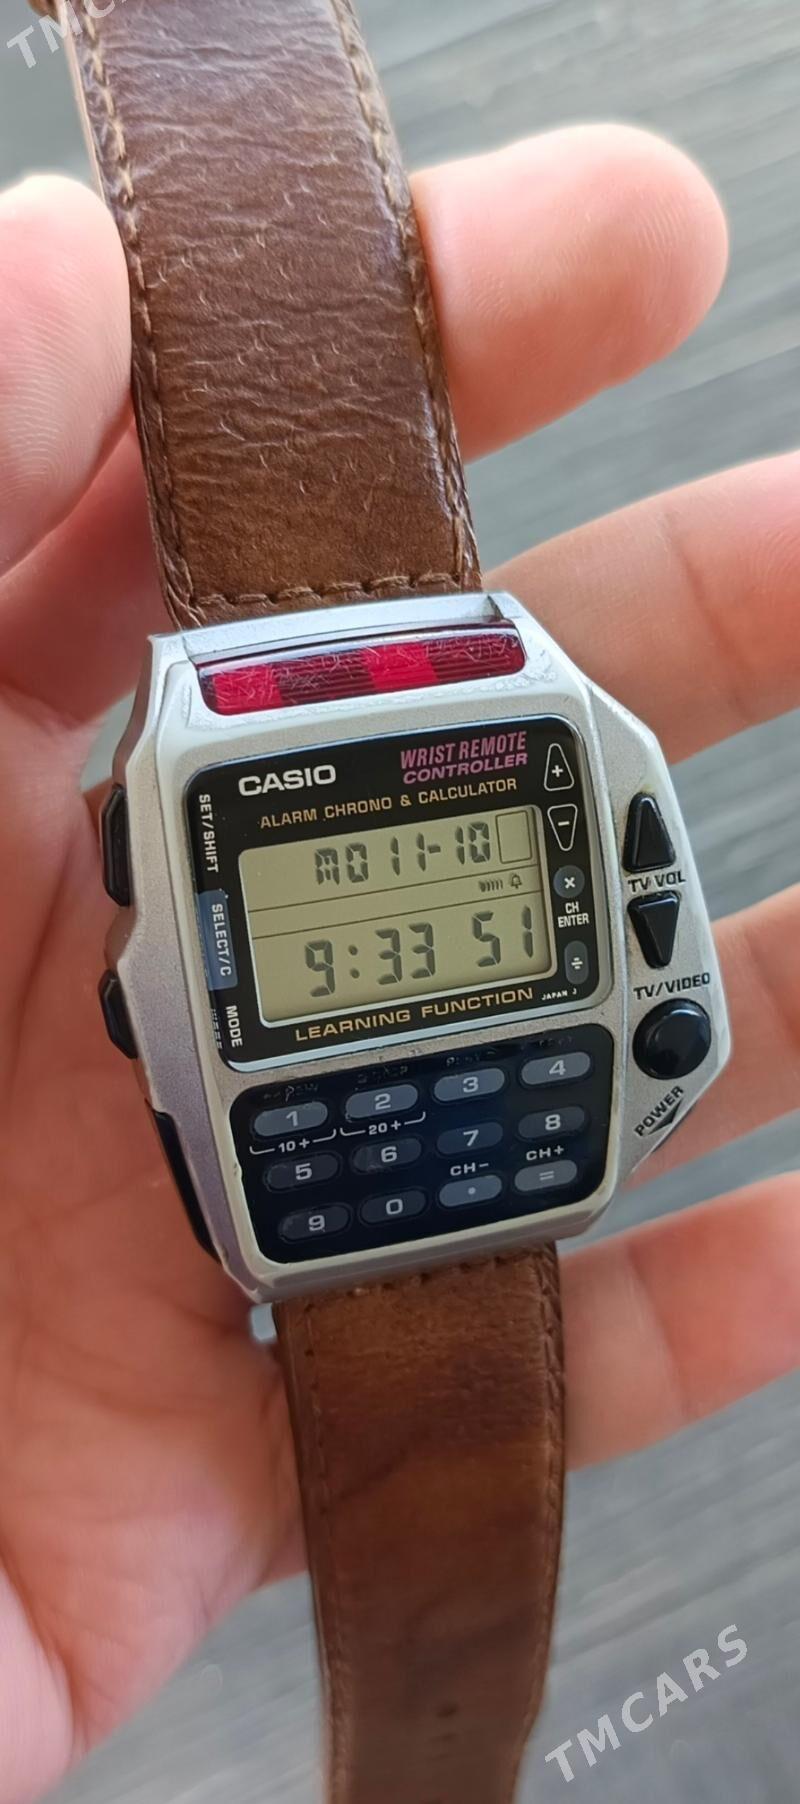 TMCARS
CASIO
WRIST REMOTE
CONTROLLER
ALARM CHRONO & CALCULATOR
SET/SHIFT
SELECT/C
MODE
MO 11-10
9:33 51
+
-
×
CH
ENTER
÷
JAPAN J
LEARNING FUNCTION
TV VOL
TV/VIDEO
POWER
1 2 3 4
10+ 20+
5 6 7 8
CH- CH+
9 0 . =
TMCARS